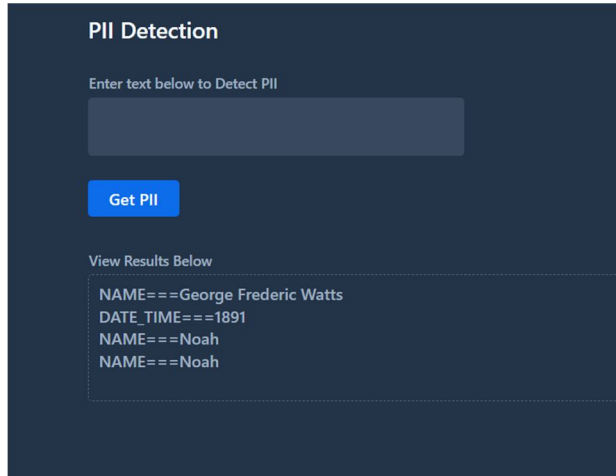 PII Detection
Enter text below to Detect PII
Get PII
View Results Below
NAME===George Frederic Watts
DATE_TIME===1891
NAME===Noah
NAME===Noah